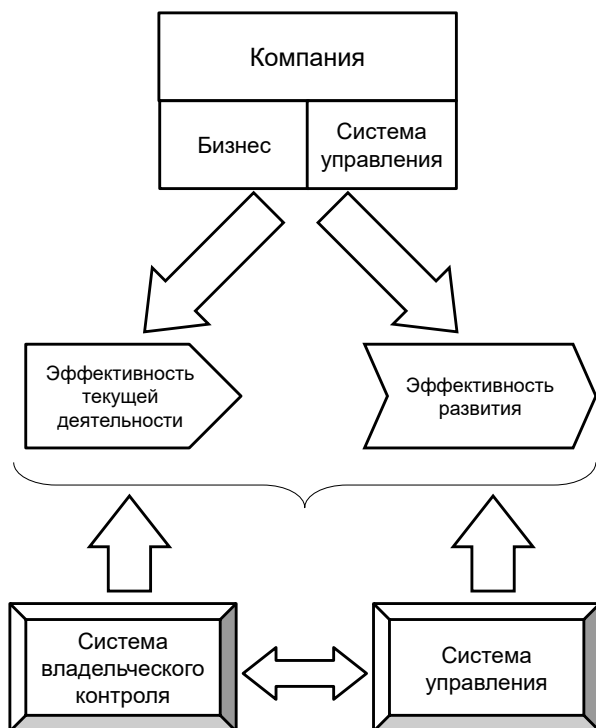 Компания
Бизнес
Система
управления
Эффективность
текущей
деятельности
Эффективность
развития
Система
владельческого
контроля
Система
управления